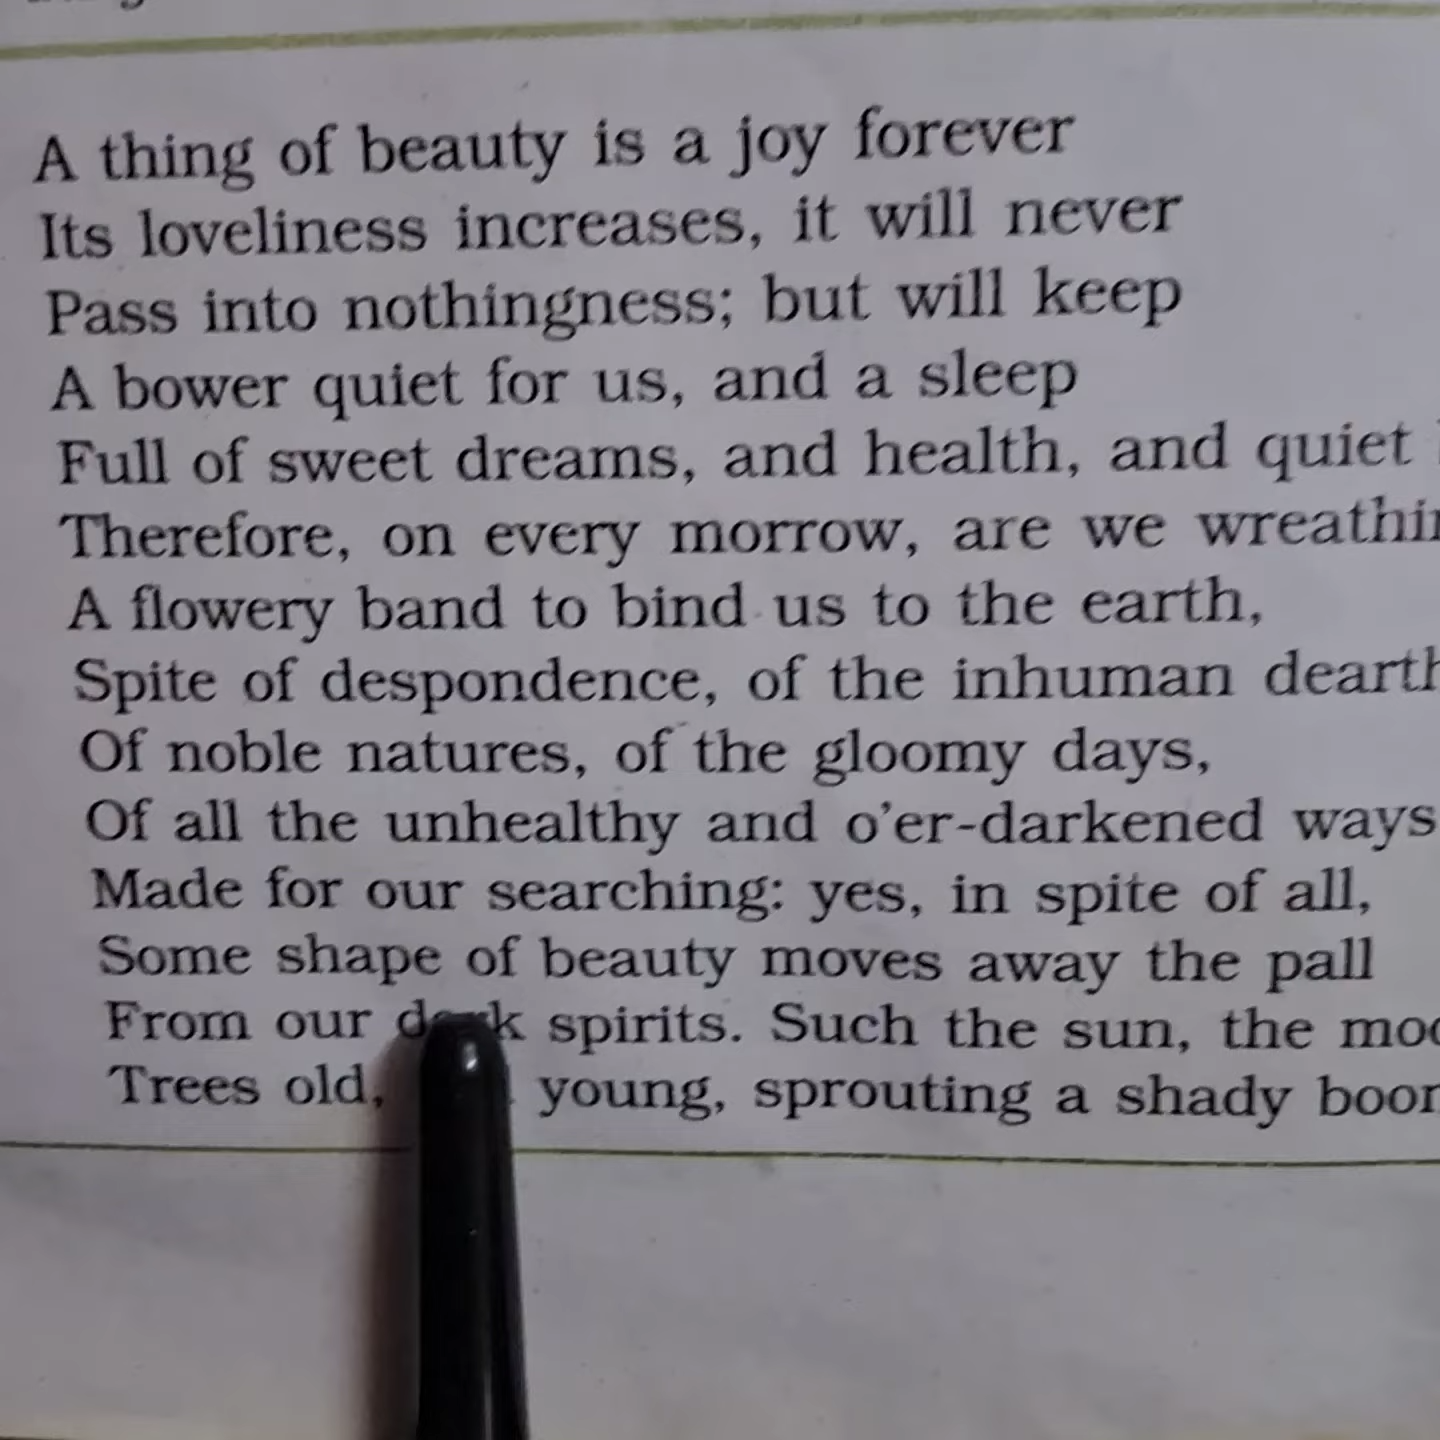 A thing of beauty is a joy forever
Its loveliness increases, it will never
Pass into nothingness; but will keep
A bower quiet for us, and a sleep
Full of sweet dreams, and health, and quiet
Therefore, on every morrow, are we
A flowery band to bind us to the earth,
Spite of despondence, of the inhuman
Of noble natures, of the gloomy days,
Of all the unhealthy and o'er-darkened ways
Made for our searching: yes, in spite of all,
Some shape of beauty moves away the pall
From our spirits. Such the sun, the
Trees old, young, sprouting a shady